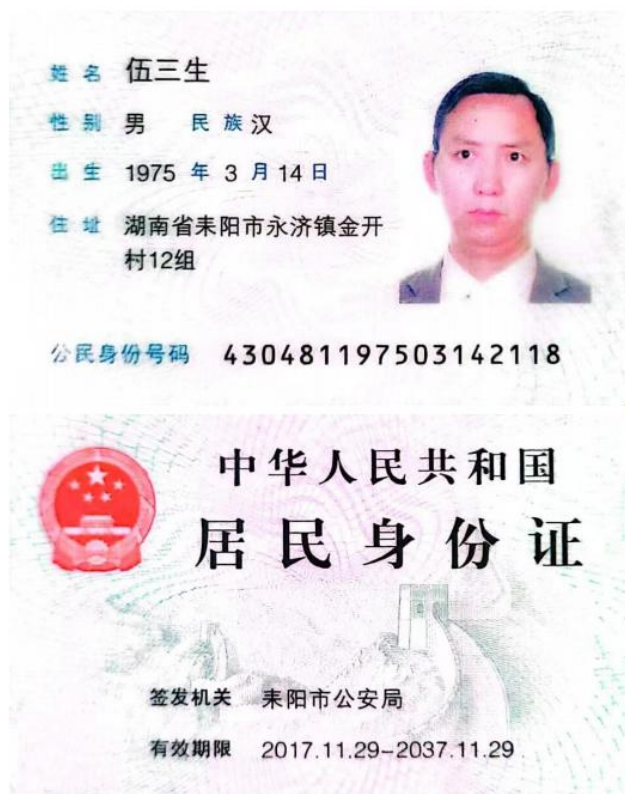 姓名 伍三生
性别 男 民族 汉
出生 1975 年 3 月 14 日
住址 湖南省耒阳市永济镇金开
村12组
公民身份号码 430481197503142118
中华人民共和国
居民身份证
签发机关 耒阳市公安局
有效期限 2017.11.29-2037.11.29